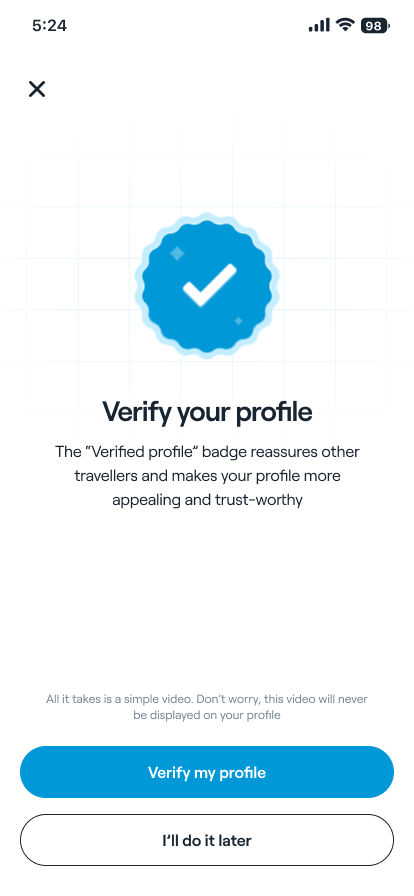 5:24
98
Verify your profile
The “Verified profile” badge reassures other
travellers and makes your profile more
appealing and trust-worthy
All it takes is a simple video. Don’t worry, this video will never
be displayed on your profile
Verify my profile
I’ll do it later